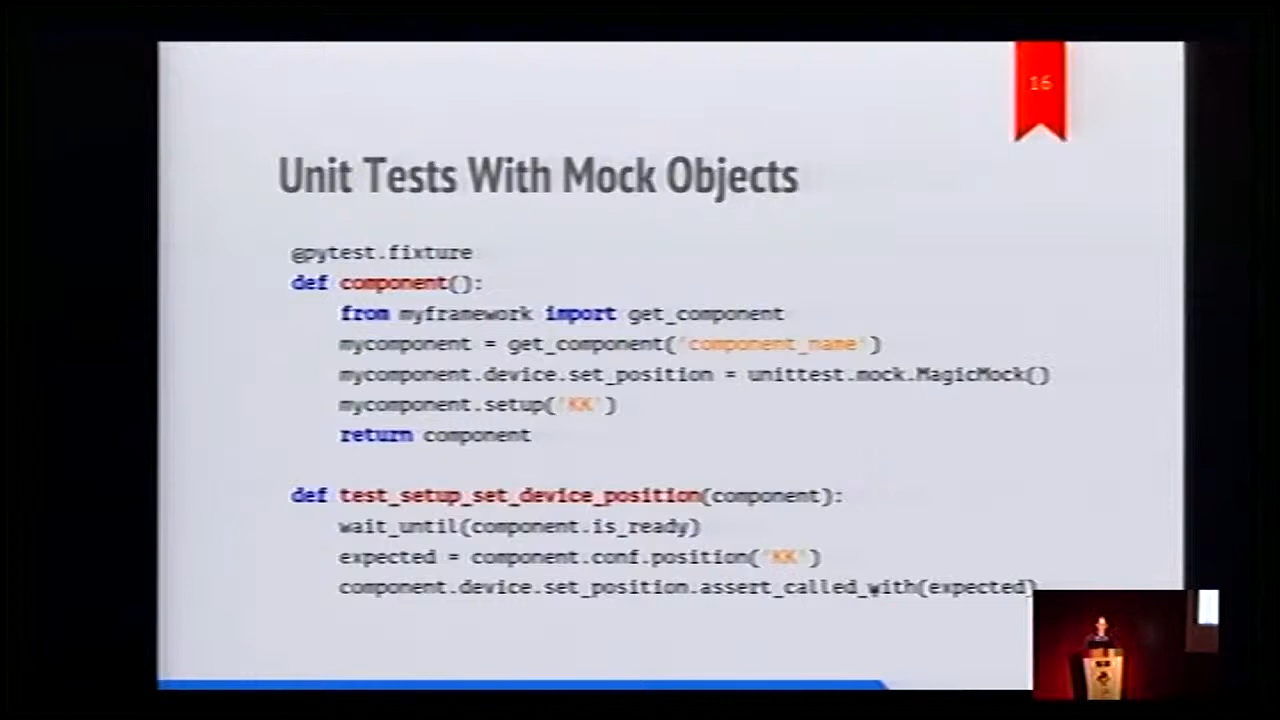 16
Unit Tests With Mock Objects
@pytest.fixture
def component():
    from myframework import get_component
    mycomponent = get_component('component_name')
    mycomponent.device.set_position = unittest.mock.MagicMock()
    mycomponent.setup('KK')
    return component
def test_setup_set_device_position(component):
    wait_until(component.is_ready)
    expected = component.conf.position('KK')
    component.device.set_position.assert_called_with(expected)